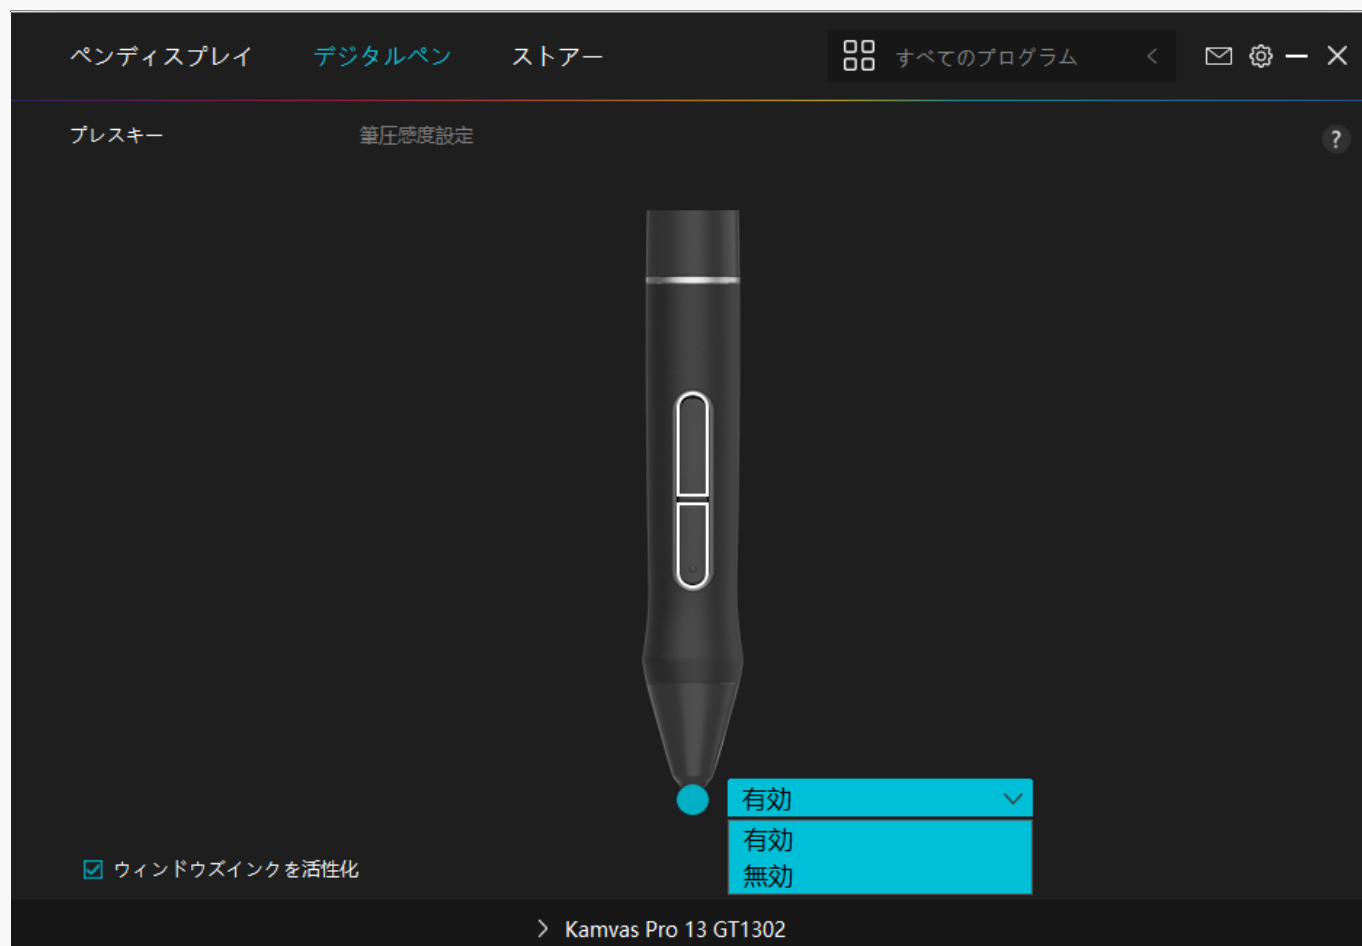 ペンディスプレイ デジタルペン ストアー すべてのプログラム
プレスキー 筆圧感度設定 ?
有効
有効
無効
ウィンドウズインクを活性化
Kamvas Pro 13 GT1302